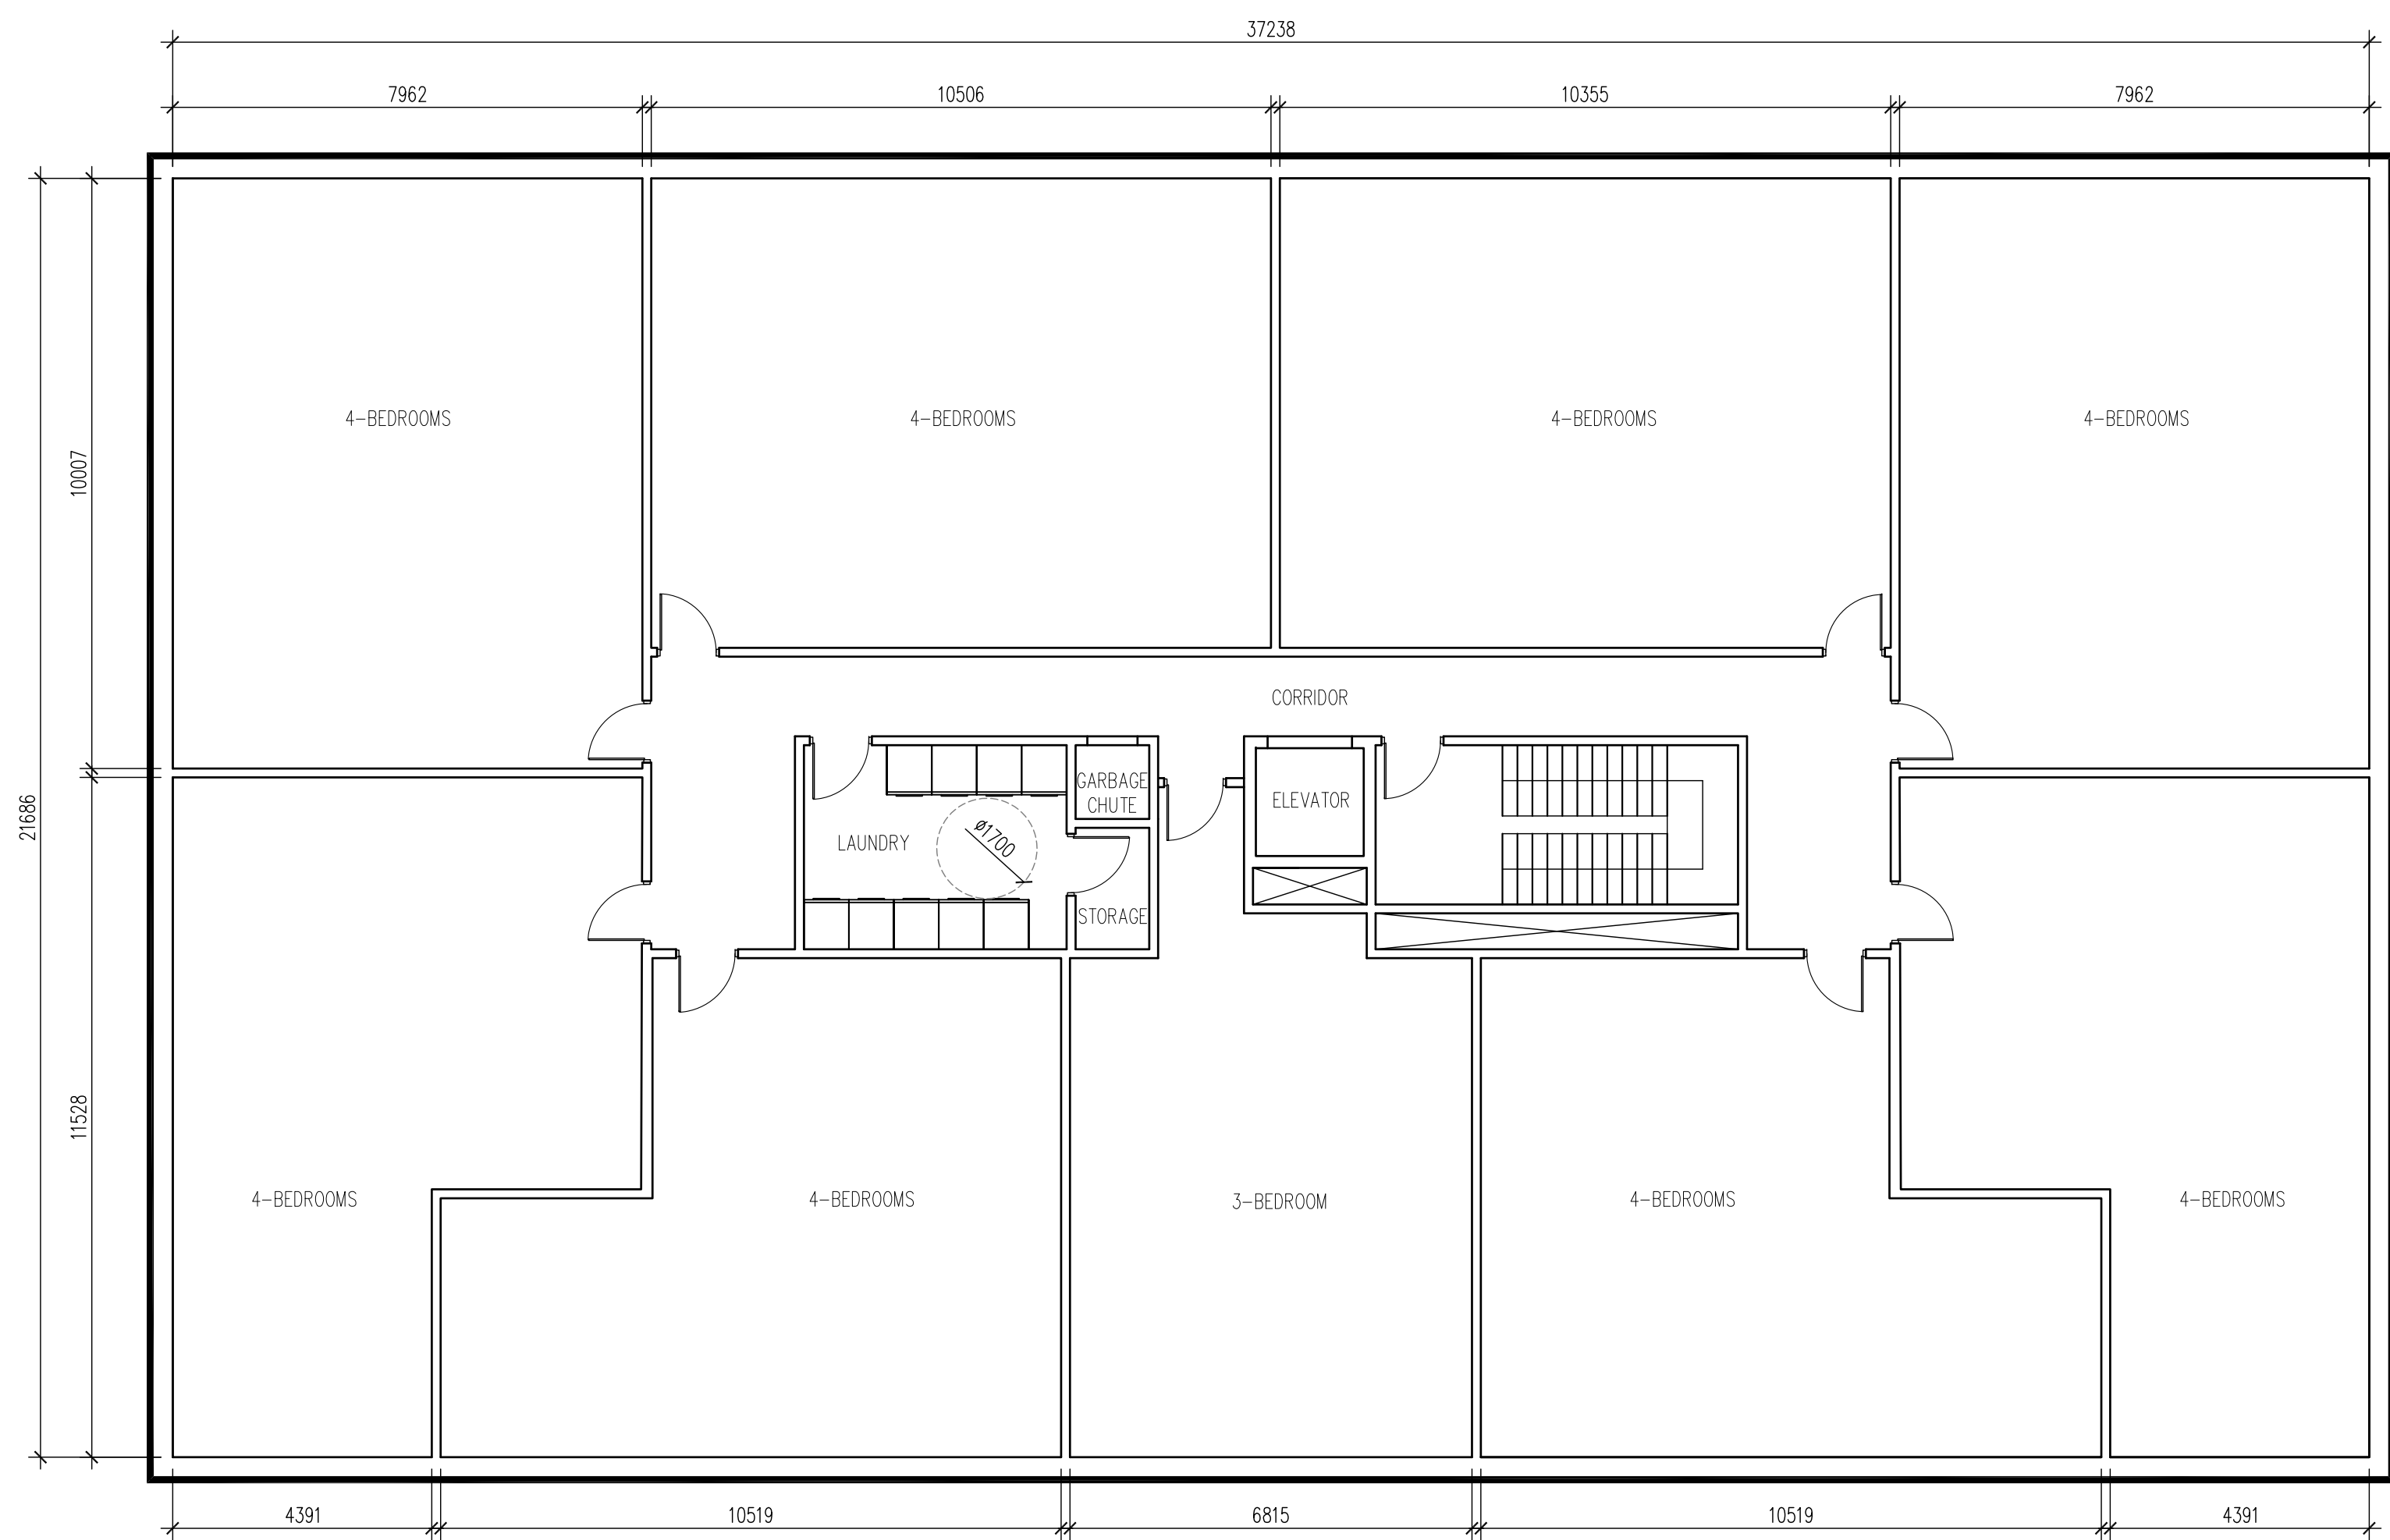 37238
7962
10506
10355
7962
4-BEDROOMS
4-BEDROOMS
4-BEDROOMS
4-BEDROOMS
10007
21686
11528
CORRIDOR
GARBAGE
CHUTE
ELEVATOR
LAUNDRY
ø1700
STORAGE
4-BEDROOMS
4-BEDROOMS
3-BEDROOM
4-BEDROOMS
4-BEDROOMS
4391
10519
6815
10519
4391